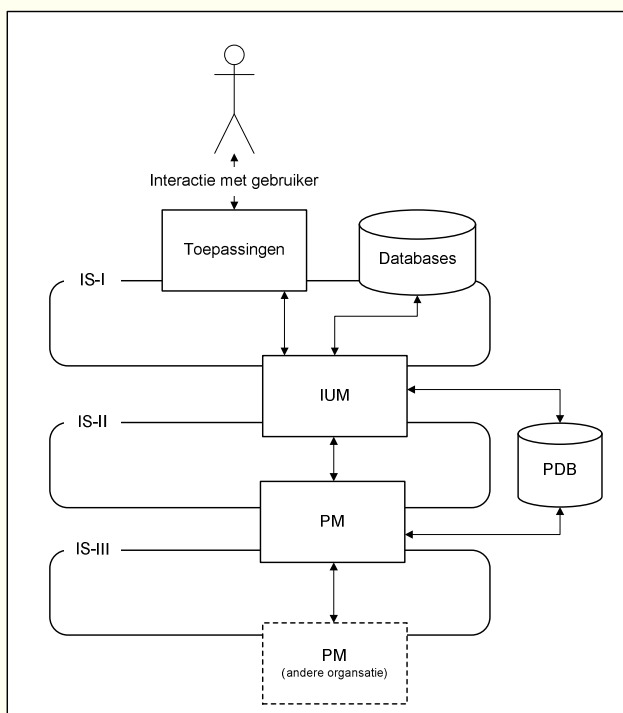 Interactie met gebruiker
Toepassingen
Databases
IS-I
IUM
IS-II
PDB
PM
IS-III
PM
(andere organsatie)